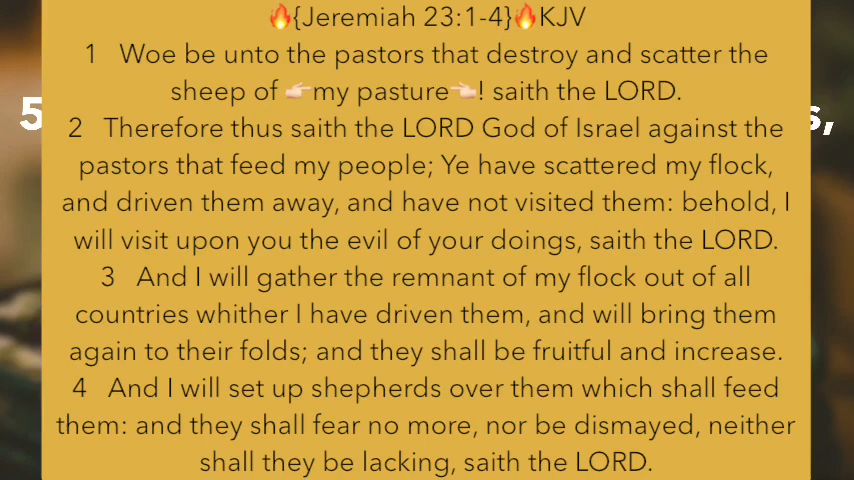 🔥{Jeremiah 23:1-4}🔥KJV
1 Woe be unto the pastors that destroy and scatter the
sheep of 👉my pasture👈! saith the LORD.
5 s,
2 Therefore thus saith the LORD God of Israel against the
pastors that feed my people; Ye have scattered my flock,
and driven them away, and have not visited them: behold, I
will visit upon you the evil of your doings, saith the LORD.
3 And I will gather the remnant of my flock out of all
countries whither I have driven them, and will bring them
again to their folds; and they shall be fruitful and increase.
4 And I will set up shepherds over them which shall feed
them: and they shall fear no more, nor be dismayed, neither
shall they be lacking, saith the LORD.